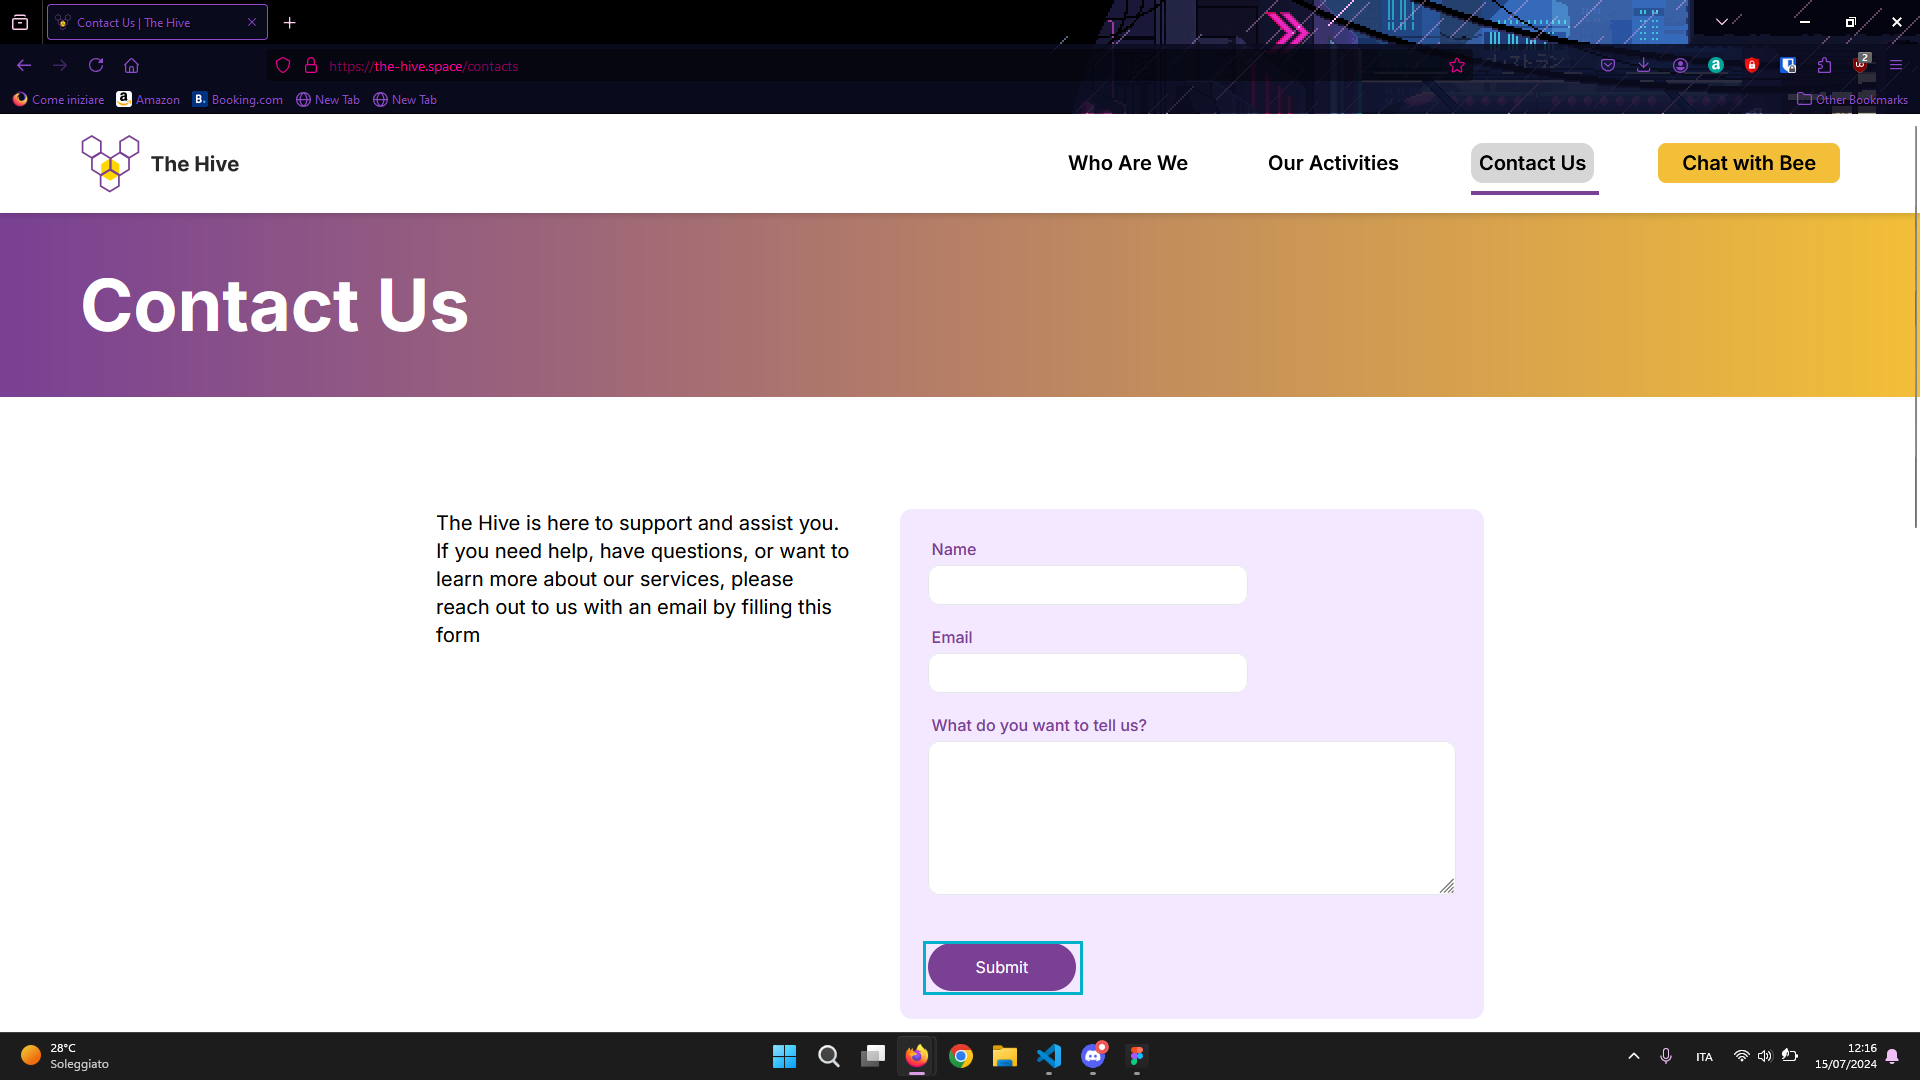 Contact Us | The Hive
https://the-hive.space/contacts
2
Come iniziare
Amazon
B. Booking.com
New Tab
New Tab
Other Bookmarks
The Hive
Who Are We
Our Activities
Contact Us
Chat with Bee
Contact Us
The Hive is here to support and assist you.
If you need help, have questions, or want to
learn more about our services, please
reach out to us with an email by filling this
form
Name
Email
What do you want to tell us?
Submit
28°C
Soleggiato
ITA
12:16
15/07/2024